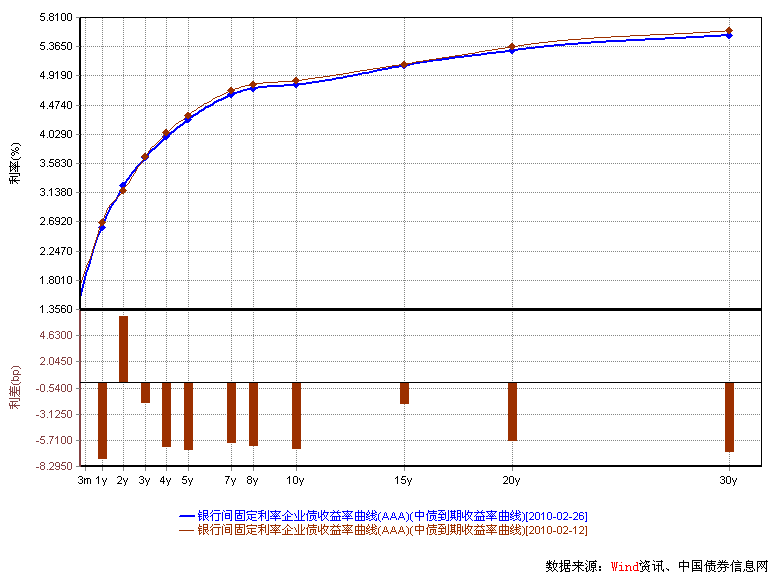 5.8100
5.3650
4.9190
4.4740
4.0290
3.5830
3.1380
2.6920
2.2470
1.8010
1.3560
利率(%)
4.6300
2.0450
-0.5400
-3.1250
-5.7100
-8.2950
利差(bp)
3m 1y 2y 3y 4y 5y 7y 8y 10y 15y 20y 30y
银行间固定利率企业债收益率曲线(AAA)(中债到期收益率曲线)[2010-02-26]
银行间固定利率企业债收益率曲线(AAA)(中债到期收益率曲线)[2010-02-12]
数据来源：Wind资讯、中国债券信息网